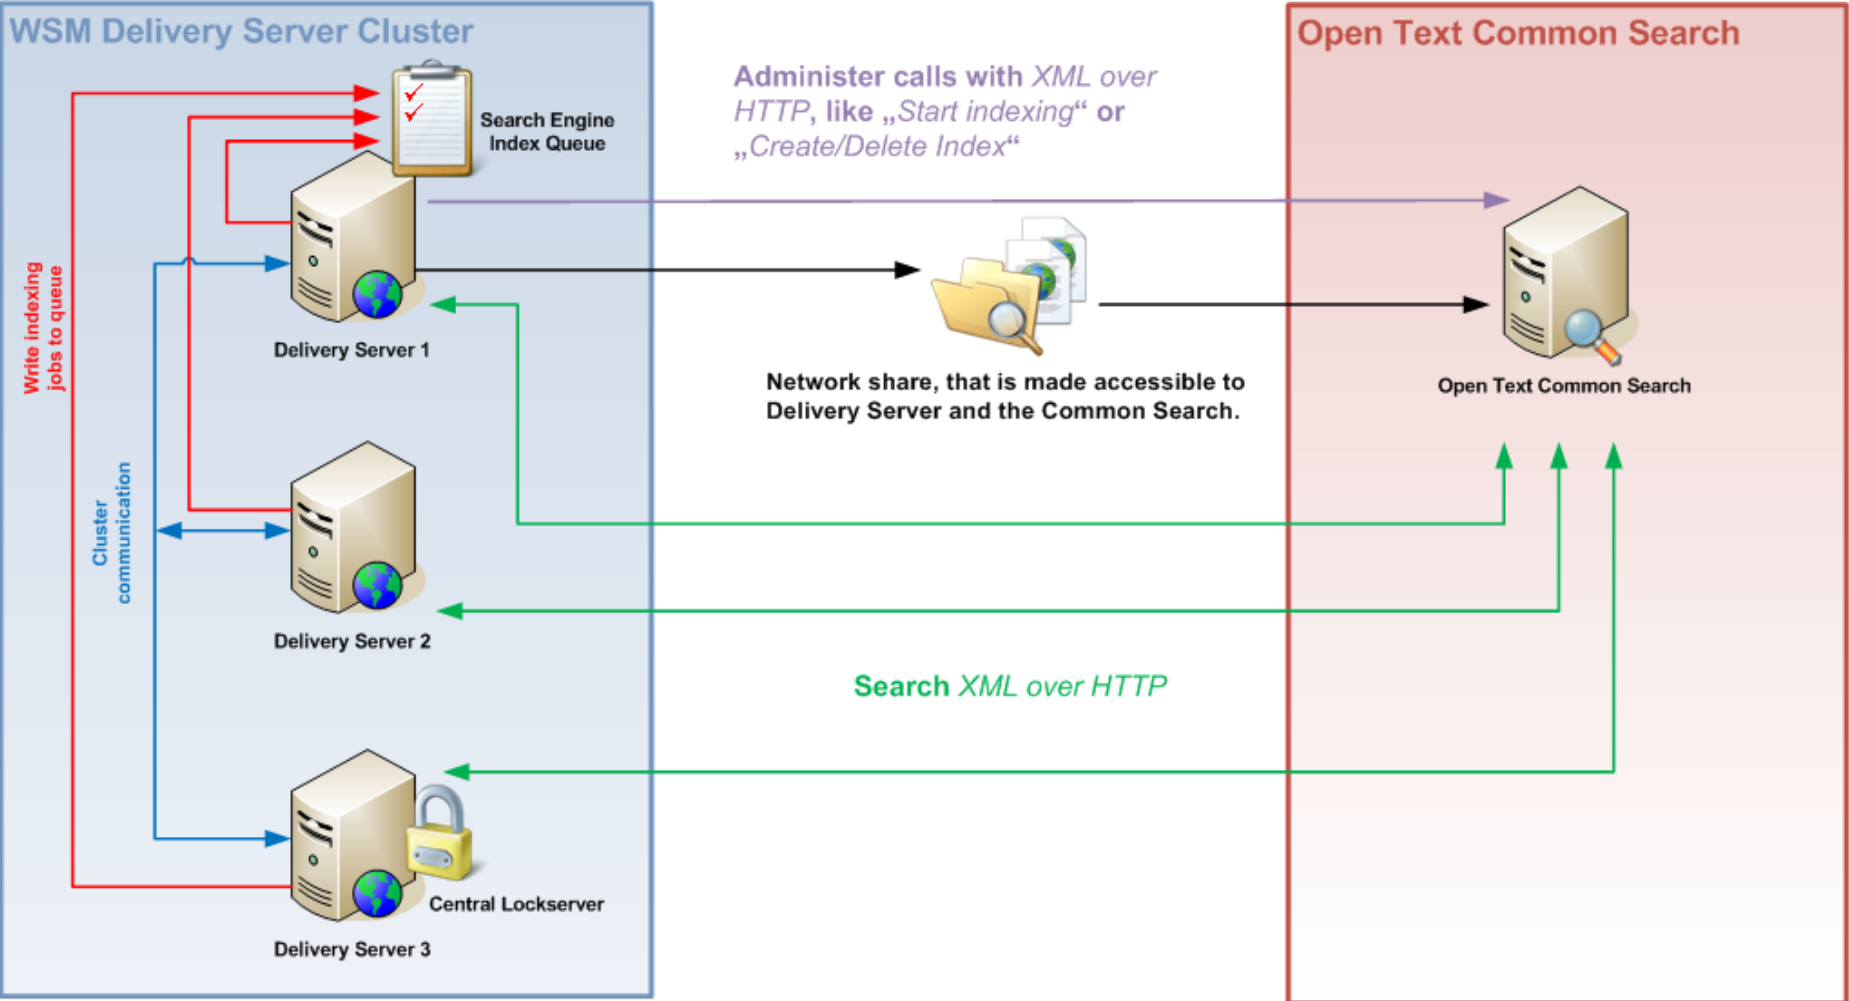 WSM Delivery Server Cluster
Open Text Common Search
Administer calls with XML over
HTTP, like „Start indexing“ or
„Create/Delete Index“
Search Engine
Index Queue
Write indexing
jobs to queue
Delivery Server 1
Network share, that is made accessible to
Delivery Server and the Common Search.
Open Text Common Search
Cluster
communication
Delivery Server 2
Search XML over HTTP
Central Lockserver
Delivery Server 3